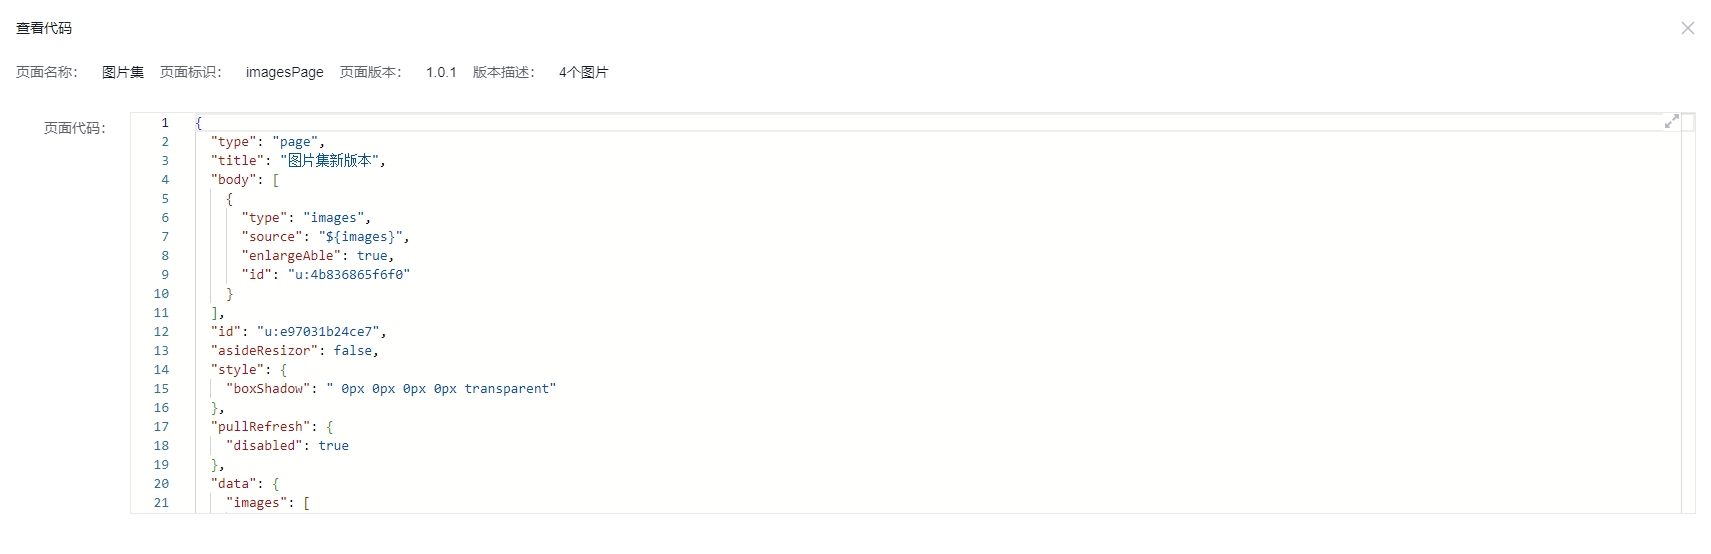 查看代码
页面名称： 图片集 页面标识： imagesPage 页面版本： 1.0.1 版本描述： 4个图片
页面代码：
1 {
2 "type": "page",
3 "title": "图片集新版本",
4 "body": [
5 {
6 "type": "images",
7 "source": "${images}",
8 "enlargeAble": true,
9 "id": "u:4b836865f6f0"
10 }
11 ],
12 "id": "u:e97031b24ce7",
13 "asideResizor": false,
14 "style": {
15 "boxShadow": " 0px 0px 0px 0px transparent"
16 },
17 "pullRefresh": {
18 "disabled": true
19 },
20 "data": {
21 "images": [